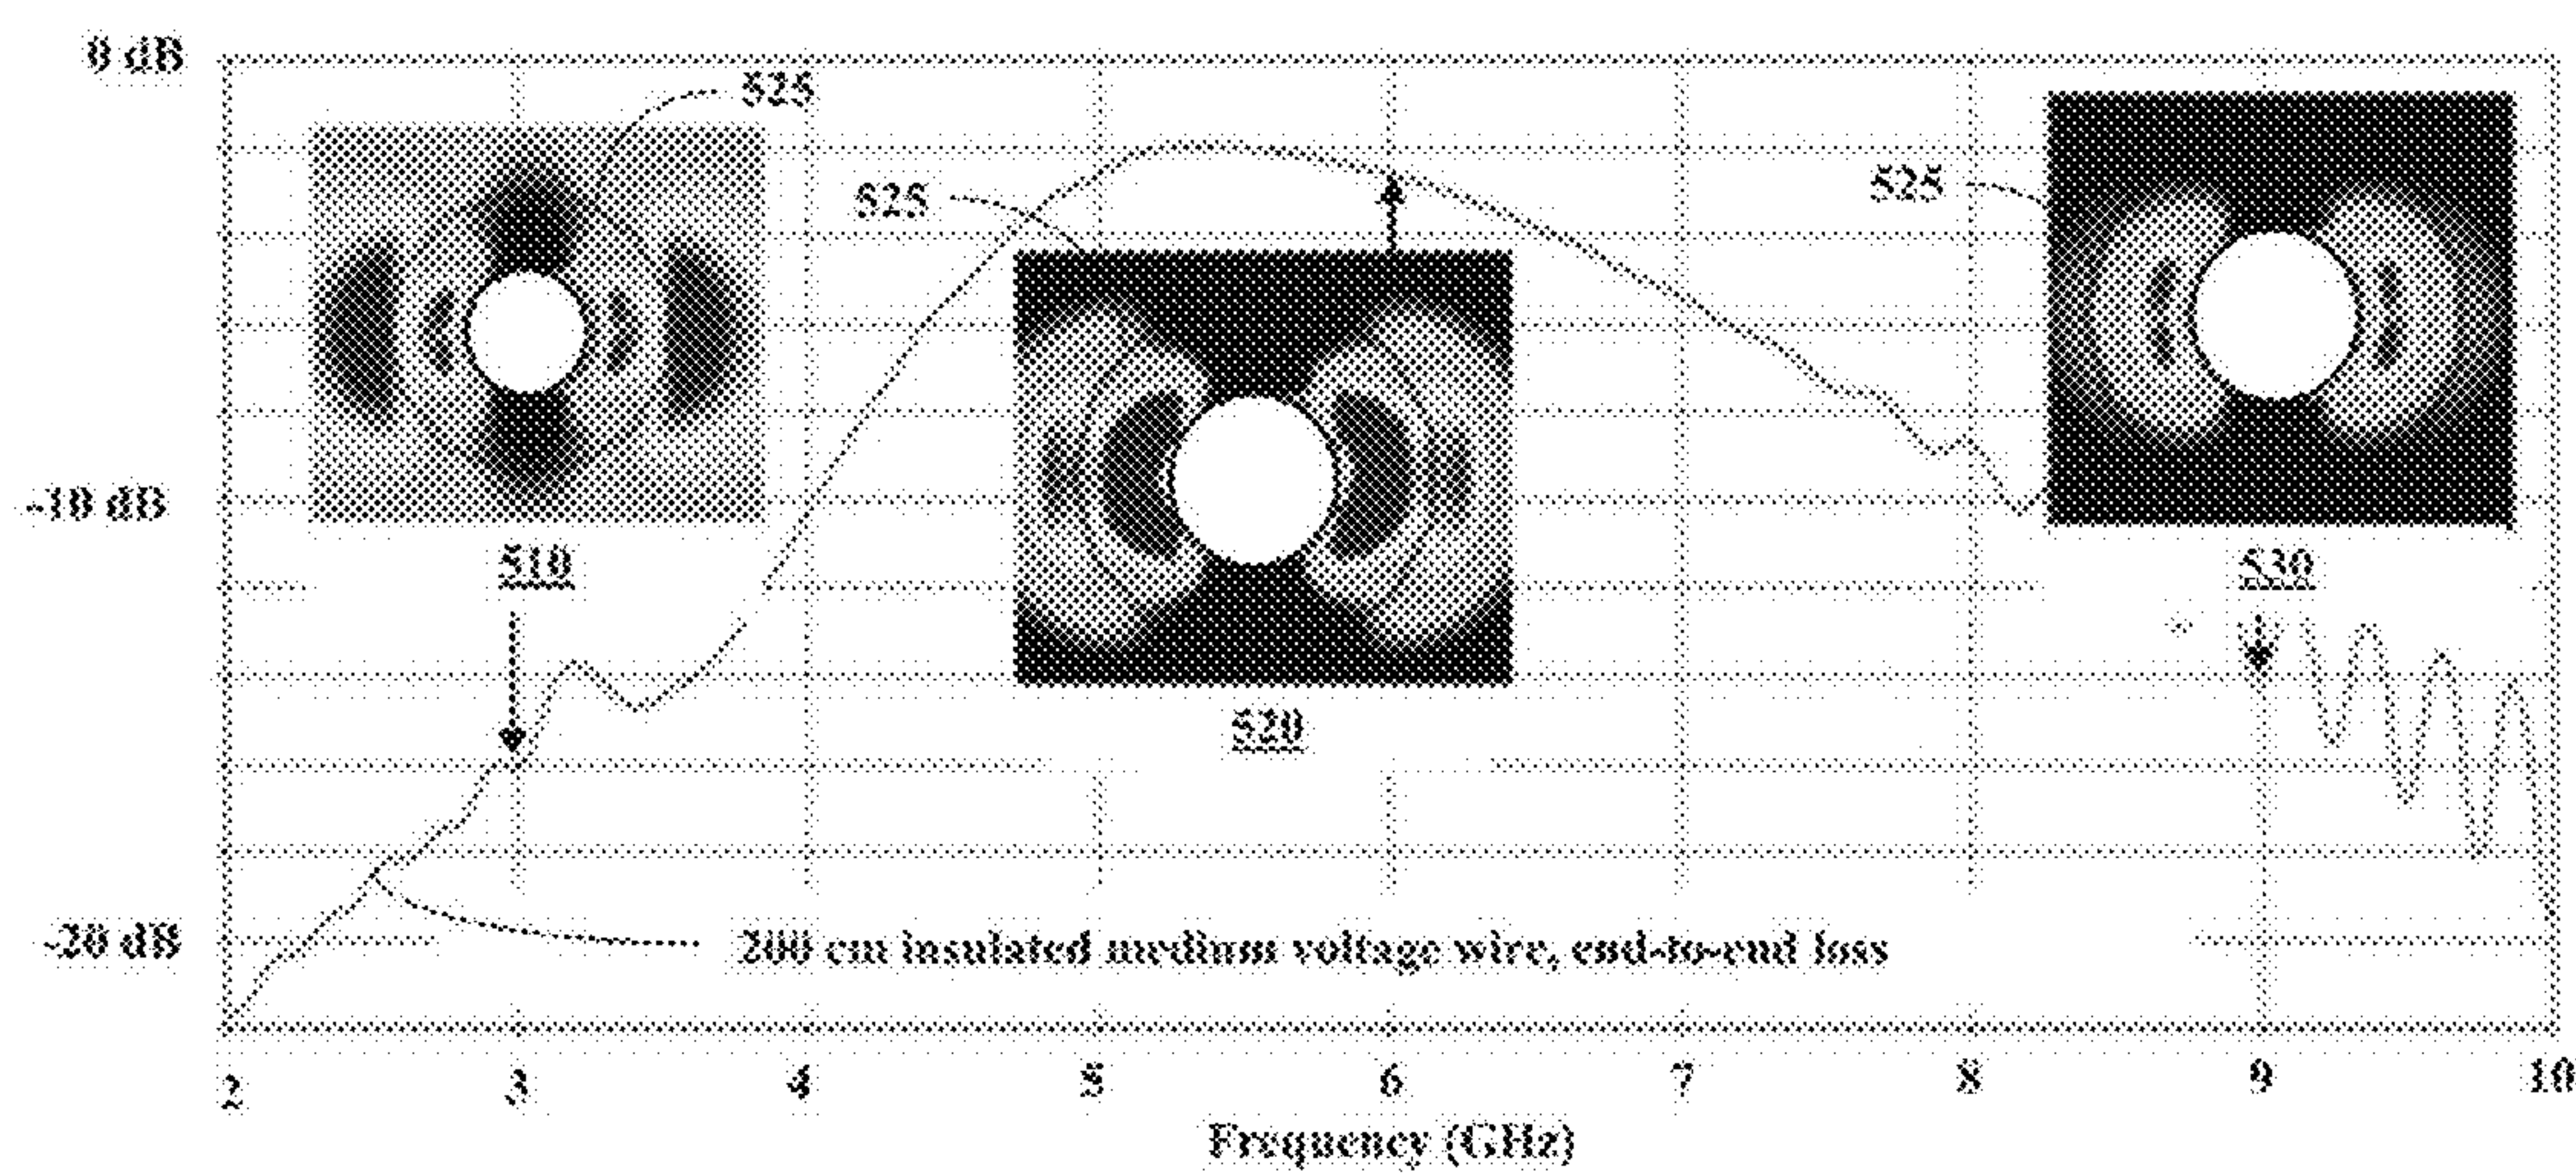 0 dB
525
525
525
-10 dB
510
530
520
-20 dB
200 cm insulated medium voltage wire, end-to-end loss
2 3 4 5 6 7 8 9 10
Frequency (GHz)